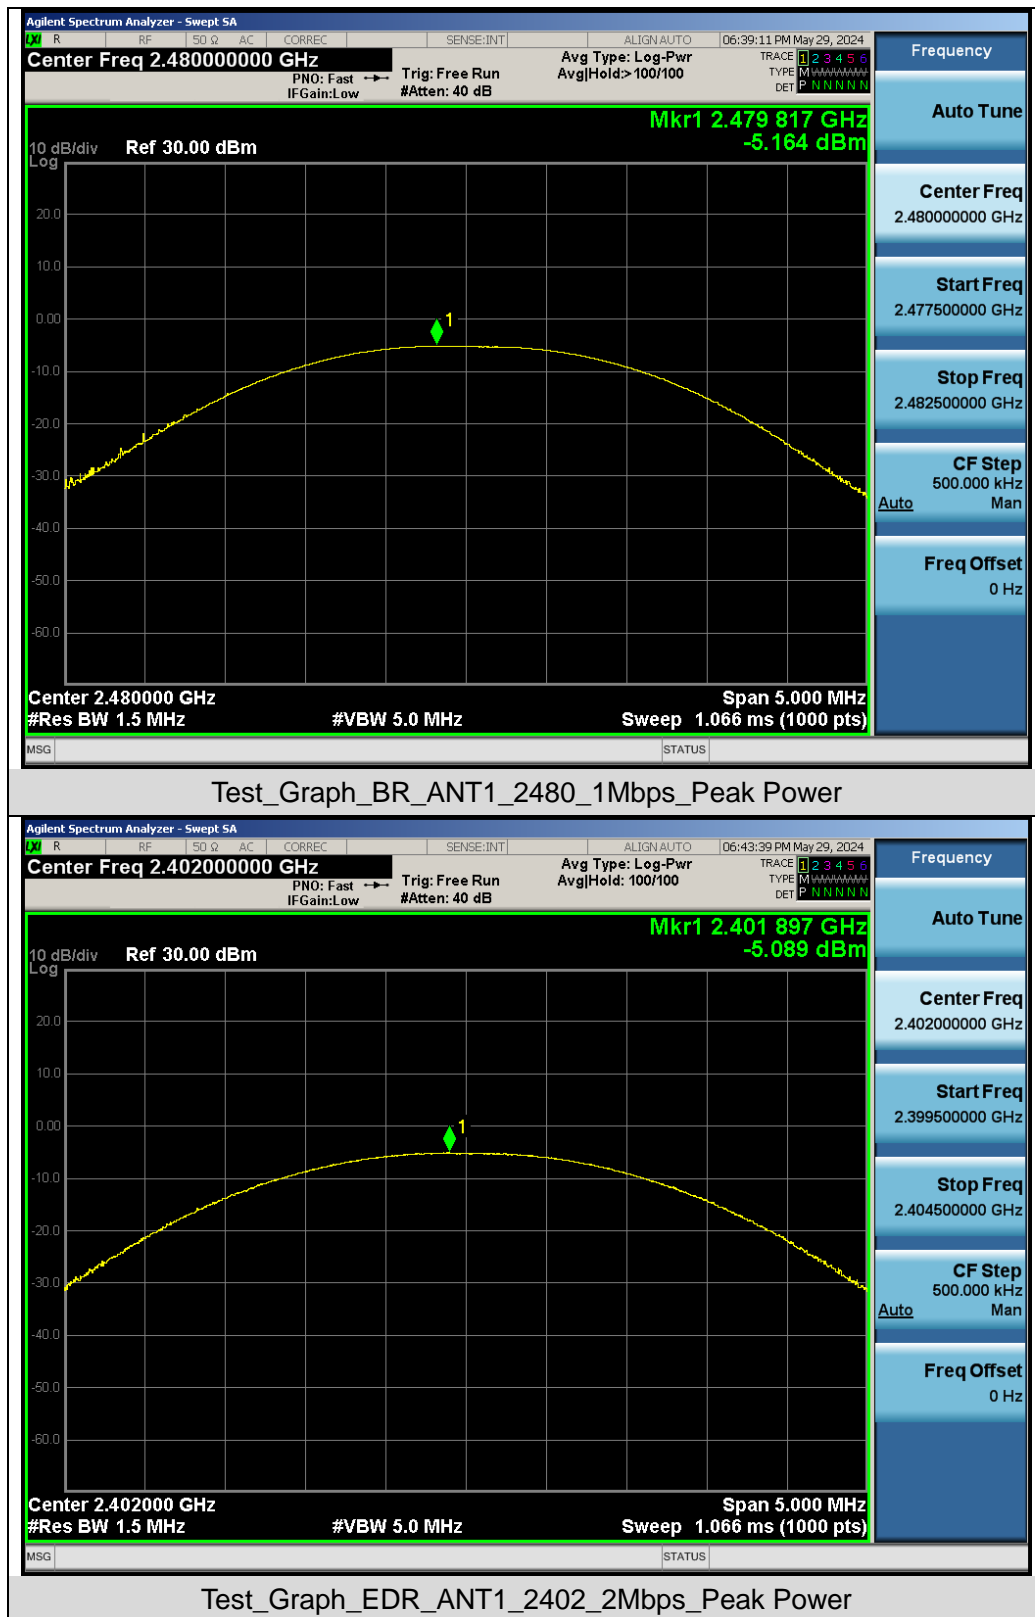 Agilent Spectrum Analyzer - Swept SA
LXI R RF 50 Ω AC CORREC SENSE:INT ALIGN AUTO 06:39:11 PM May 29, 2024
Center Freq 2.480000000 GHz
PNO: Fast
IFGain:Low
Trig: Free Run
#Atten: 40 dB
Avg Type: Log-Pwr
Avg|Hold:>100/100
TRACE 1 2 3 4 5 6
TYPE M
DET P N N N N N
Frequency
Auto Tune
Center Freq
2.480000000 GHz
Start Freq
2.477500000 GHz
Stop Freq
2.482500000 GHz
CF Step
500.000 kHz
Auto Man
Freq Offset
0 Hz
Mkr1 2.479 817 GHz
-5.164 dBm
10 dB/div Ref 30.00 dBm
Log
20.0
10.0
0.00
1
-10.0
-20.0
-30.0
-40.0
-50.0
-60.0
Center 2.480000 GHz Span 5.000 MHz
#Res BW 1.5 MHz #VBW 5.0 MHz Sweep 1.066 ms (1000 pts)
MSG STATUS
Test_Graph_BR_ANT1_2480_1Mbps_Peak Power
Agilent Spectrum Analyzer - Swept SA
LXI R RF 50 Ω AC CORREC SENSE:INT ALIGN AUTO 06:43:39 PM May 29, 2024
Center Freq 2.402000000 GHz
PNO: Fast
IFGain:Low
Trig: Free Run
#Atten: 40 dB
Avg Type: Log-Pwr
Avg|Hold: 100/100
TRACE 1 2 3 4 5 6
TYPE M
DET P N N N N N
Frequency
Auto Tune
Center Freq
2.402000000 GHz
Start Freq
2.399500000 GHz
Stop Freq
2.404500000 GHz
CF Step
500.000 kHz
Auto Man
Freq Offset
0 Hz
Mkr1 2.401 897 GHz
-5.089 dBm
10 dB/div Ref 30.00 dBm
Log
20.0
10.0
0.00
1
-10.0
-20.0
-30.0
-40.0
-50.0
-60.0
Center 2.402000 GHz Span 5.000 MHz
#Res BW 1.5 MHz #VBW 5.0 MHz Sweep 1.066 ms (1000 pts)
MSG STATUS
Test_Graph_EDR_ANT1_2402_2Mbps_Peak Power